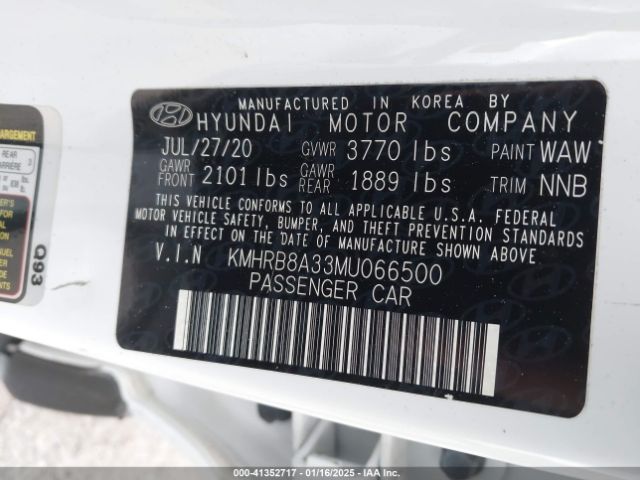 MANUFACTURED IN KOREA BY
HYUNDAI MOTOR COMPANY
JUL/27/20 GVWR 3770 lbs PAINT WAW
GAWR FRONT 2101 lbs GAWR REAR 1889 lbs TRIM NNB
THIS VEHICLE CONFORMS TO ALL APPLICABLE U.S.A. FEDERAL
MOTOR VEHICLE SAFETY, BUMPER, AND THEFT PREVENTION STANDARDS
IN EFFECT ON THE DATE OF MANUFACTURE SHOWN ABOVE.
V.I.N KMHRB8A33MU066500
PASSENGER CAR
REAR
ARRIÈRE
093
000-41352717 | 01/16/2025 | IAA Inc.